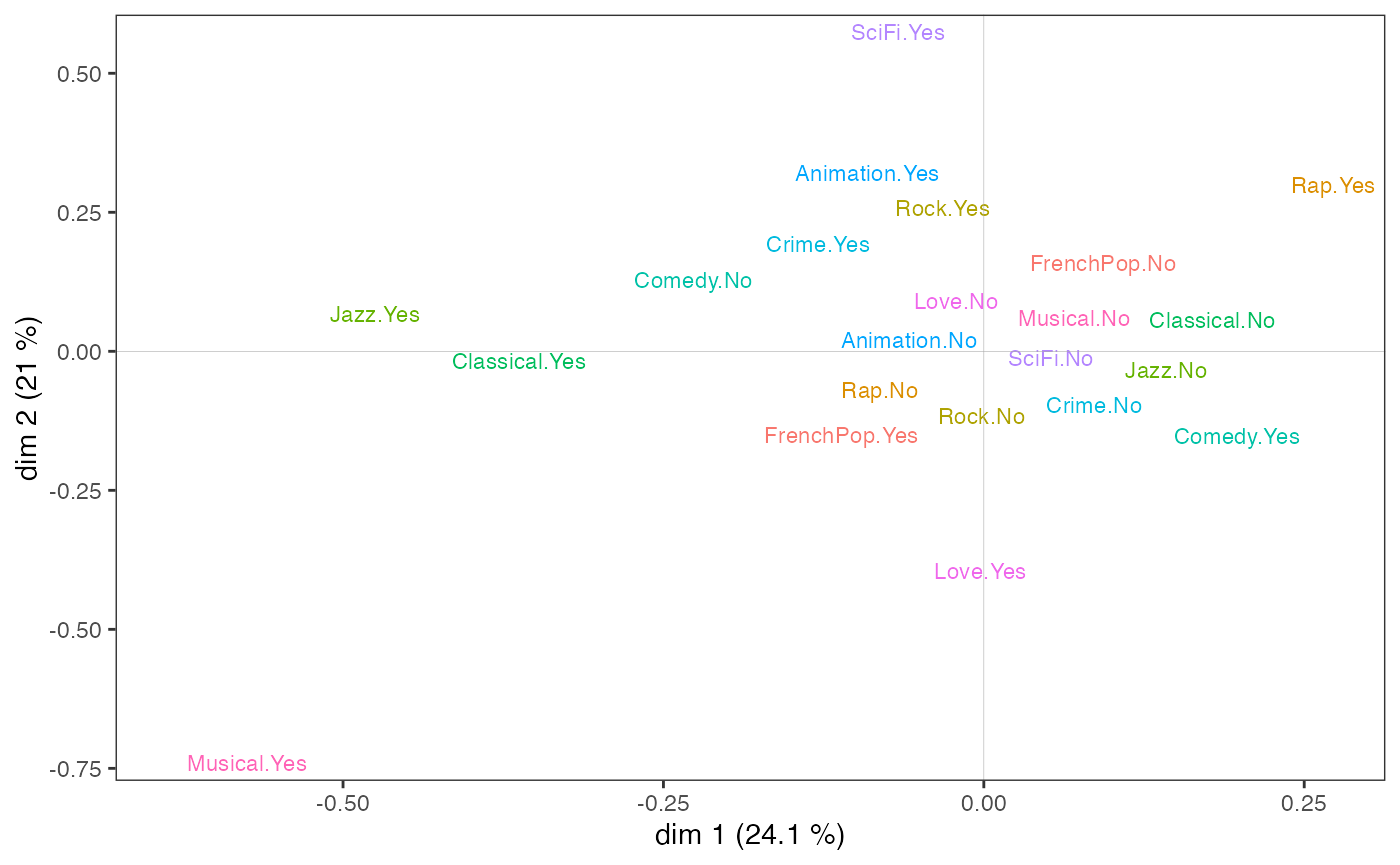 SciFi.Yes
0.50
Animation.Yes
Rap.Yes
0.25
Rock.Yes
Crime.Yes
FrenchPop.No
Comedy.No
Love.No
Jazz.Yes
Musical.No
Classical.No
Animation.No
0.00
SciFi.No
Classical.Yes
Jazz.No
Rap.No
Crime.No
Rock.No
FrenchPop.Yes
Comedy.Yes
-0.25
Love.Yes
-0.50
Musical.Yes
-0.75
dim 2 (21 %)
-0.50 -0.25 0.00 0.25
dim 1 (24.1 %)